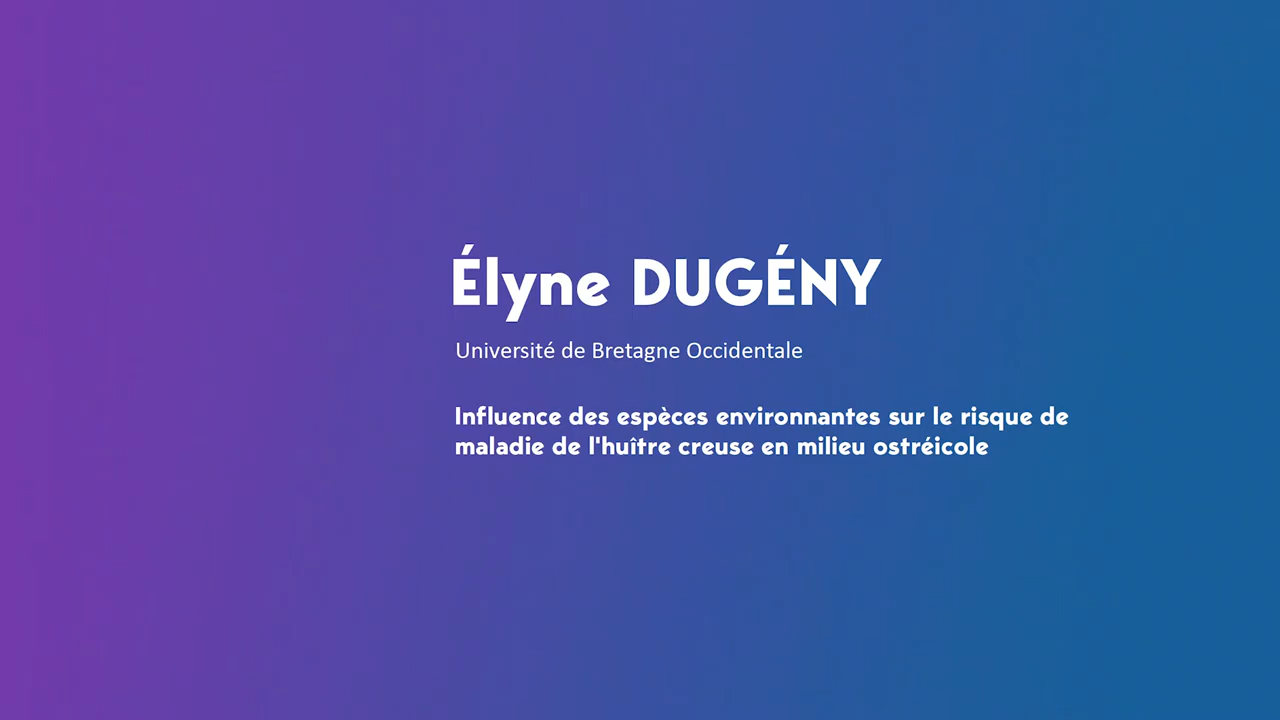 Élyne DUGÉNY
Université de Bretagne Occidentale
Influence des espèces environnantes sur le risque de
maladie de l'huître creuse en milieu ostréicole